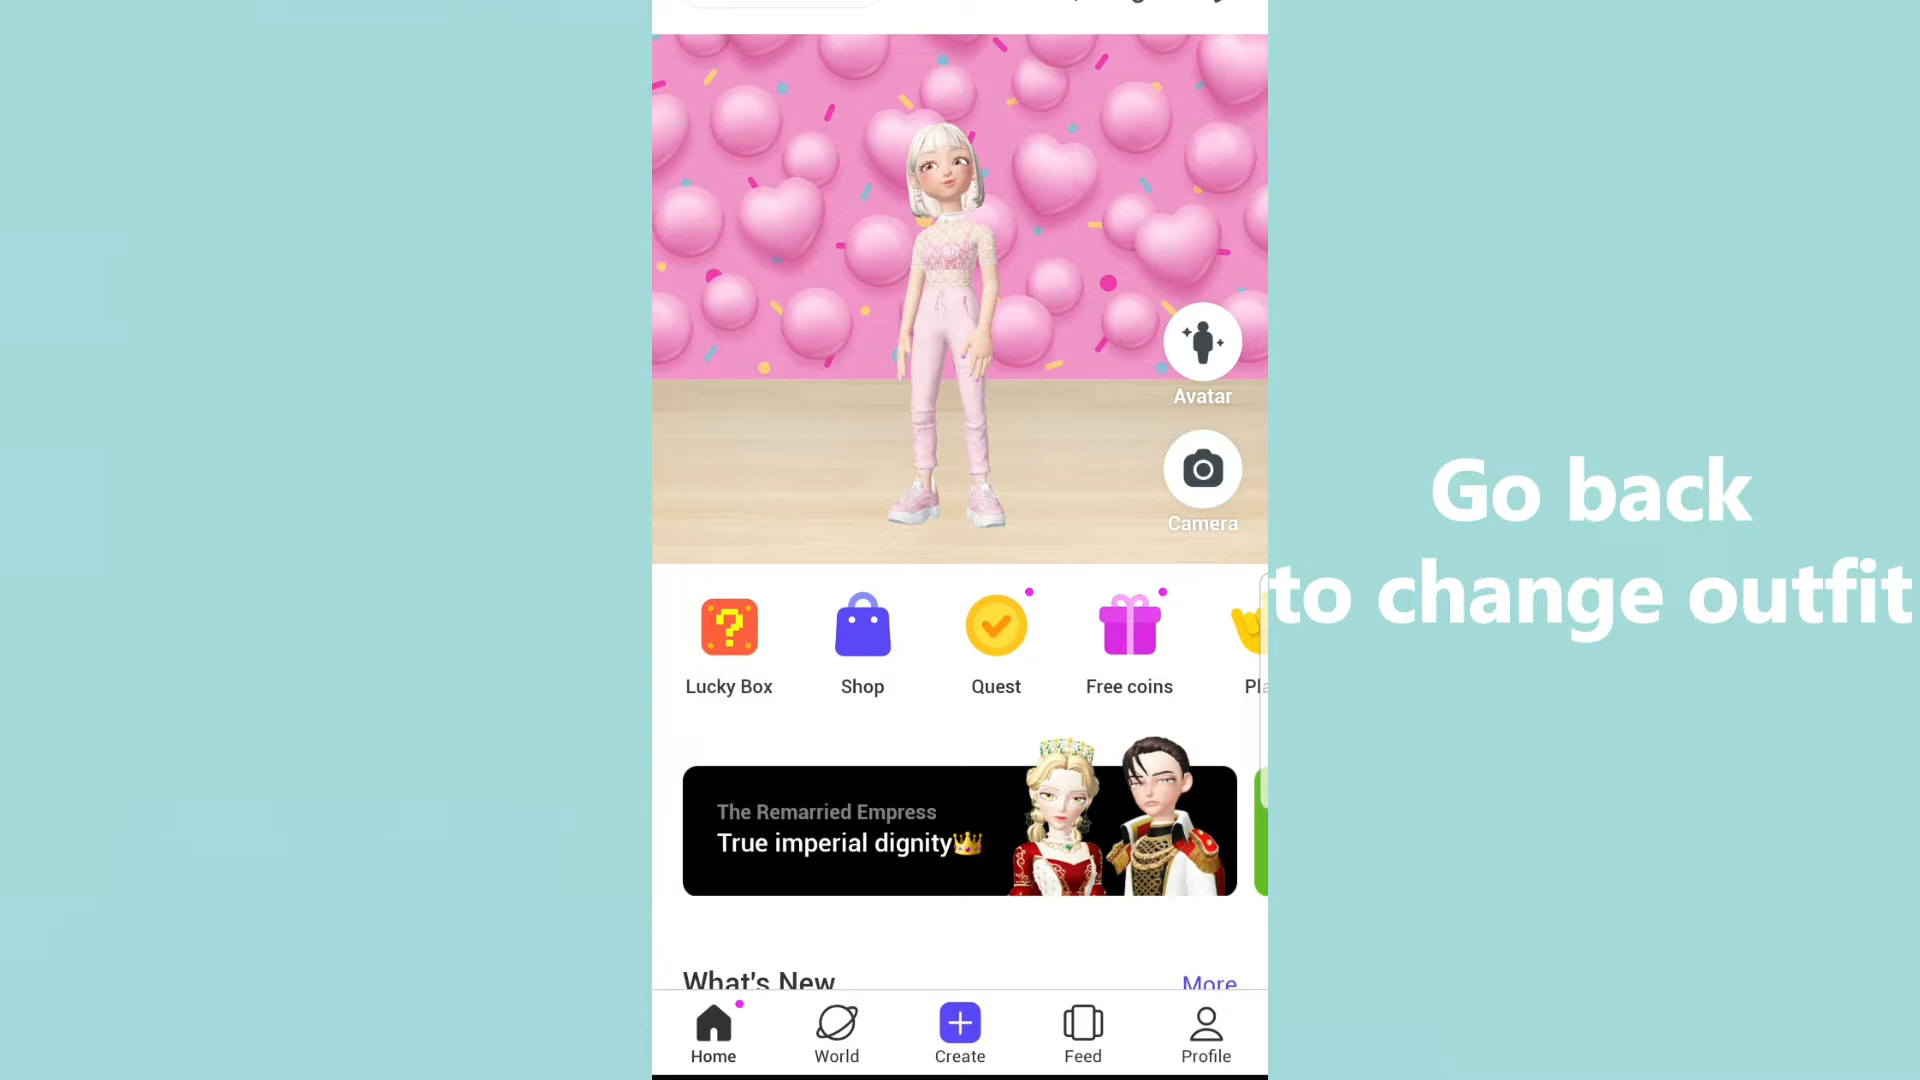 Avatar
Camera
Go back
to change outfit
Lucky Box
Shop
Quest
Free coins
The Remarried Empress
True imperial dignity👑
What's New
More
Home
World
Create
Feed
Profile